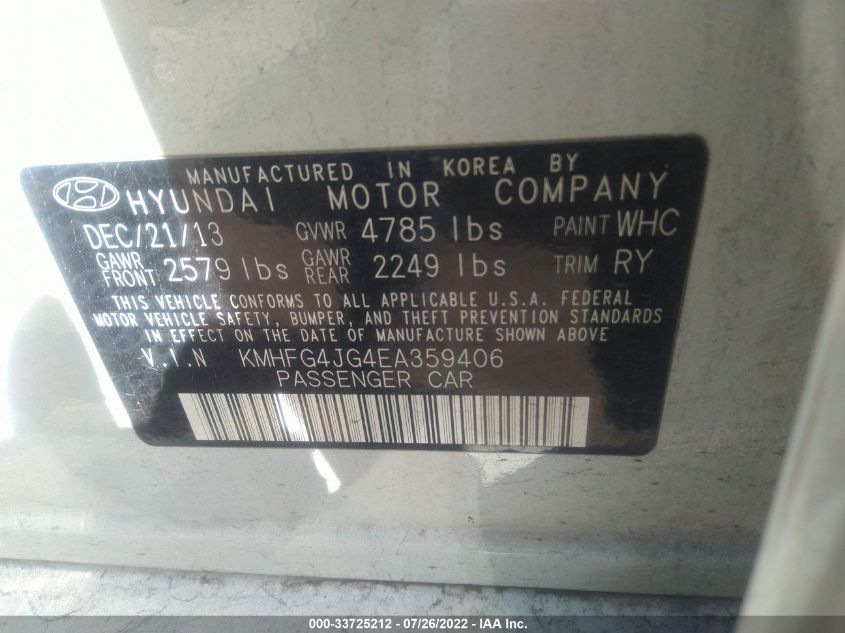 MANUFACTURED IN KOREA BY
HYUNDAI MOTOR COMPANY
DEC/21/13 GVWR 4785 lbs PAINT WHC
GAWR FRONT 2579 lbs GAWR REAR 2249 lbs TRIM RY
THIS VEHICLE CONFORMS TO ALL APPLICABLE U.S.A. FEDERAL
MOTOR VEHICLE SAFETY, BUMPER, AND THEFT PREVENTION STANDARDS
IN EFFECT ON THE DATE OF MANUFACTURE SHOWN ABOVE
V.I.N KMHFG4JG4EA359406
PASSENGER CAR
000-33725212 - 07/26/2022 - IAA Inc.